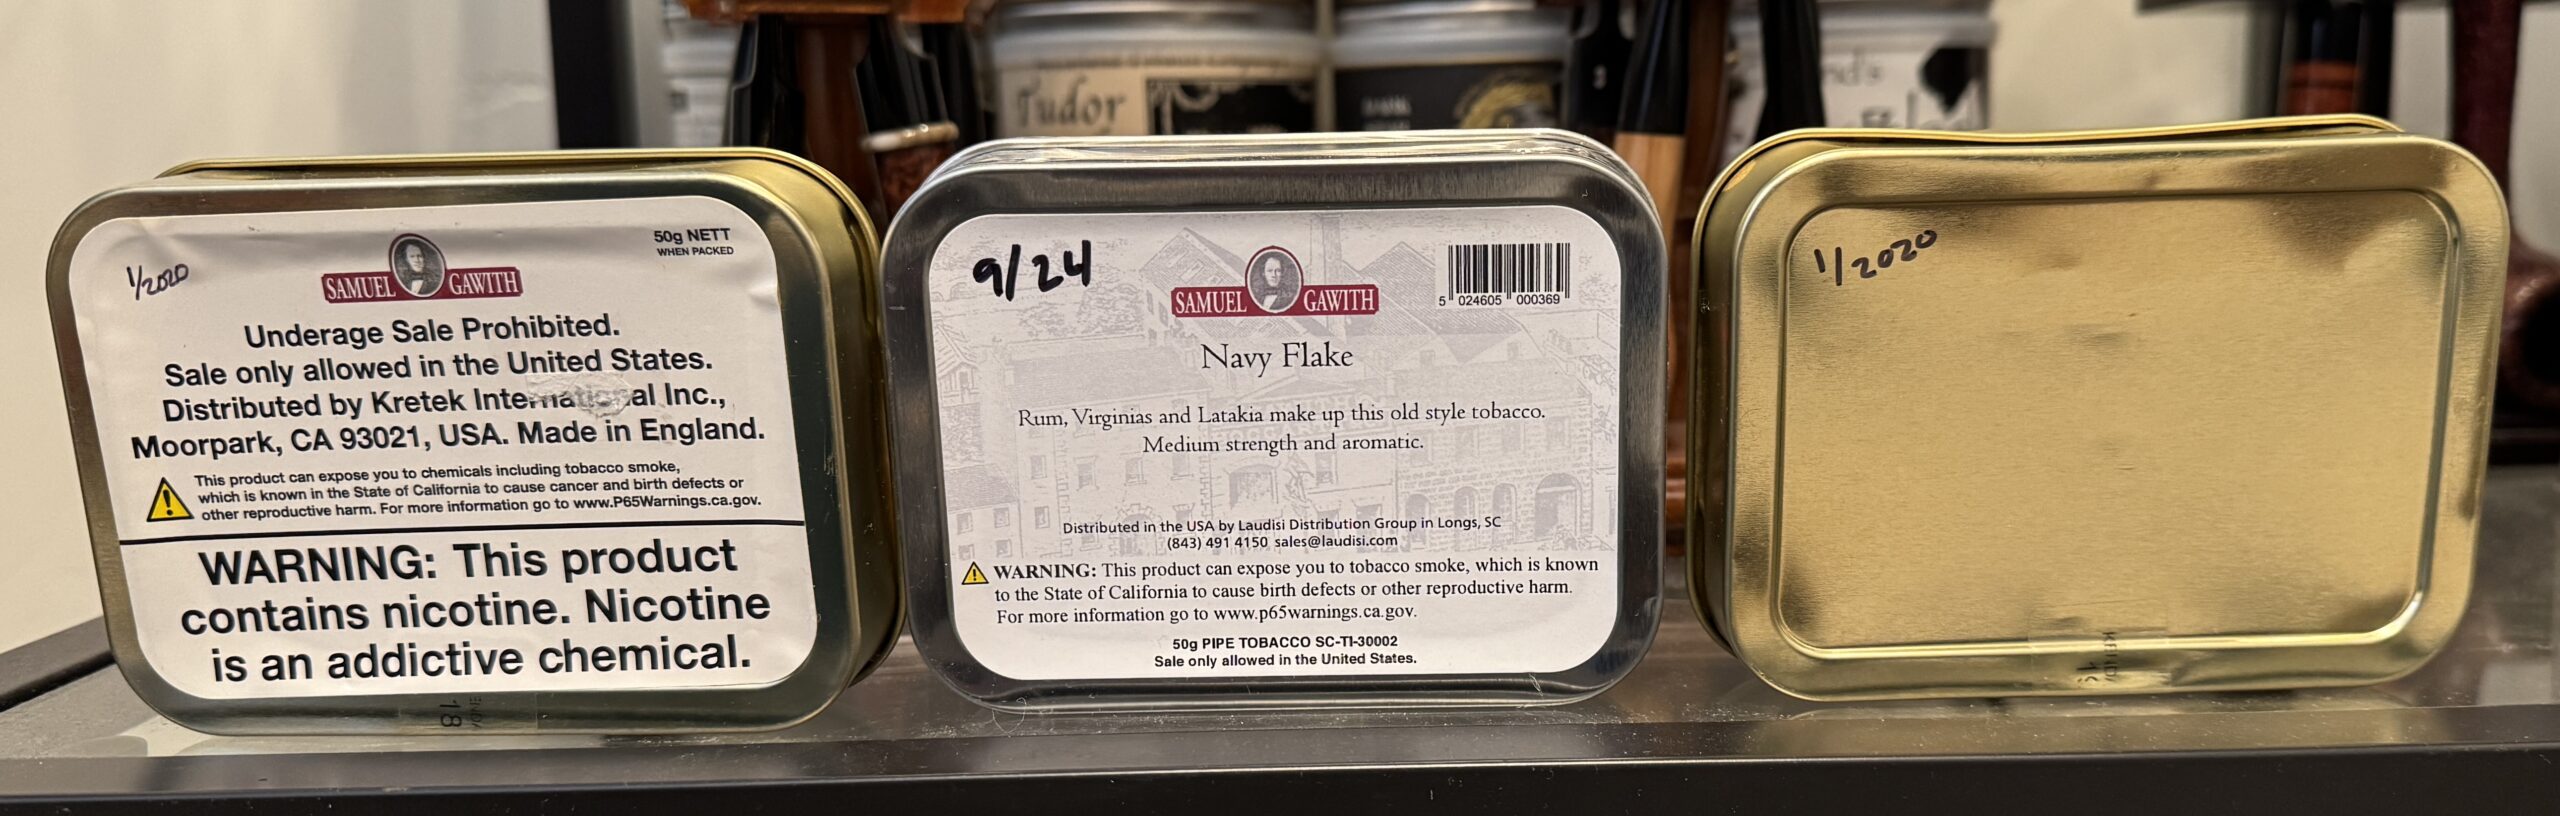 Tudor
1/2020
SAMUEL GAWITH
50g NETT
WHEN PACKED
Underage Sale Prohibited.
Sale only allowed in the United States.
Distributed by Kretek International Inc.,
Moorpark, CA 93021, USA. Made in England.
This product can expose you to chemicals including tobacco smoke,
which is known in the State of California to cause cancer and birth defects or
other reproductive harm. For more information go to www.P65Warnings.ca.gov.
WARNING: This product
contains nicotine. Nicotine
is an addictive chemical.
18
9/24
SAMUEL GAWITH
5 024605 000369
Navy Flake
Rum, Virginias and Latakia make up this old style tobacco.
Medium strength and aromatic.
Distributed in the USA by Laudisi Distribution Group in Longs, SC
(843) 491 4150 sales@laudisi.com
WARNING: This product can expose you to tobacco smoke, which is known
to the State of California to cause birth defects or other reproductive harm.
For more information go to www.p65warnings.ca.gov.
50g PIPE TOBACCO SC-TI-30002
Sale only allowed in the United States.
1/2020